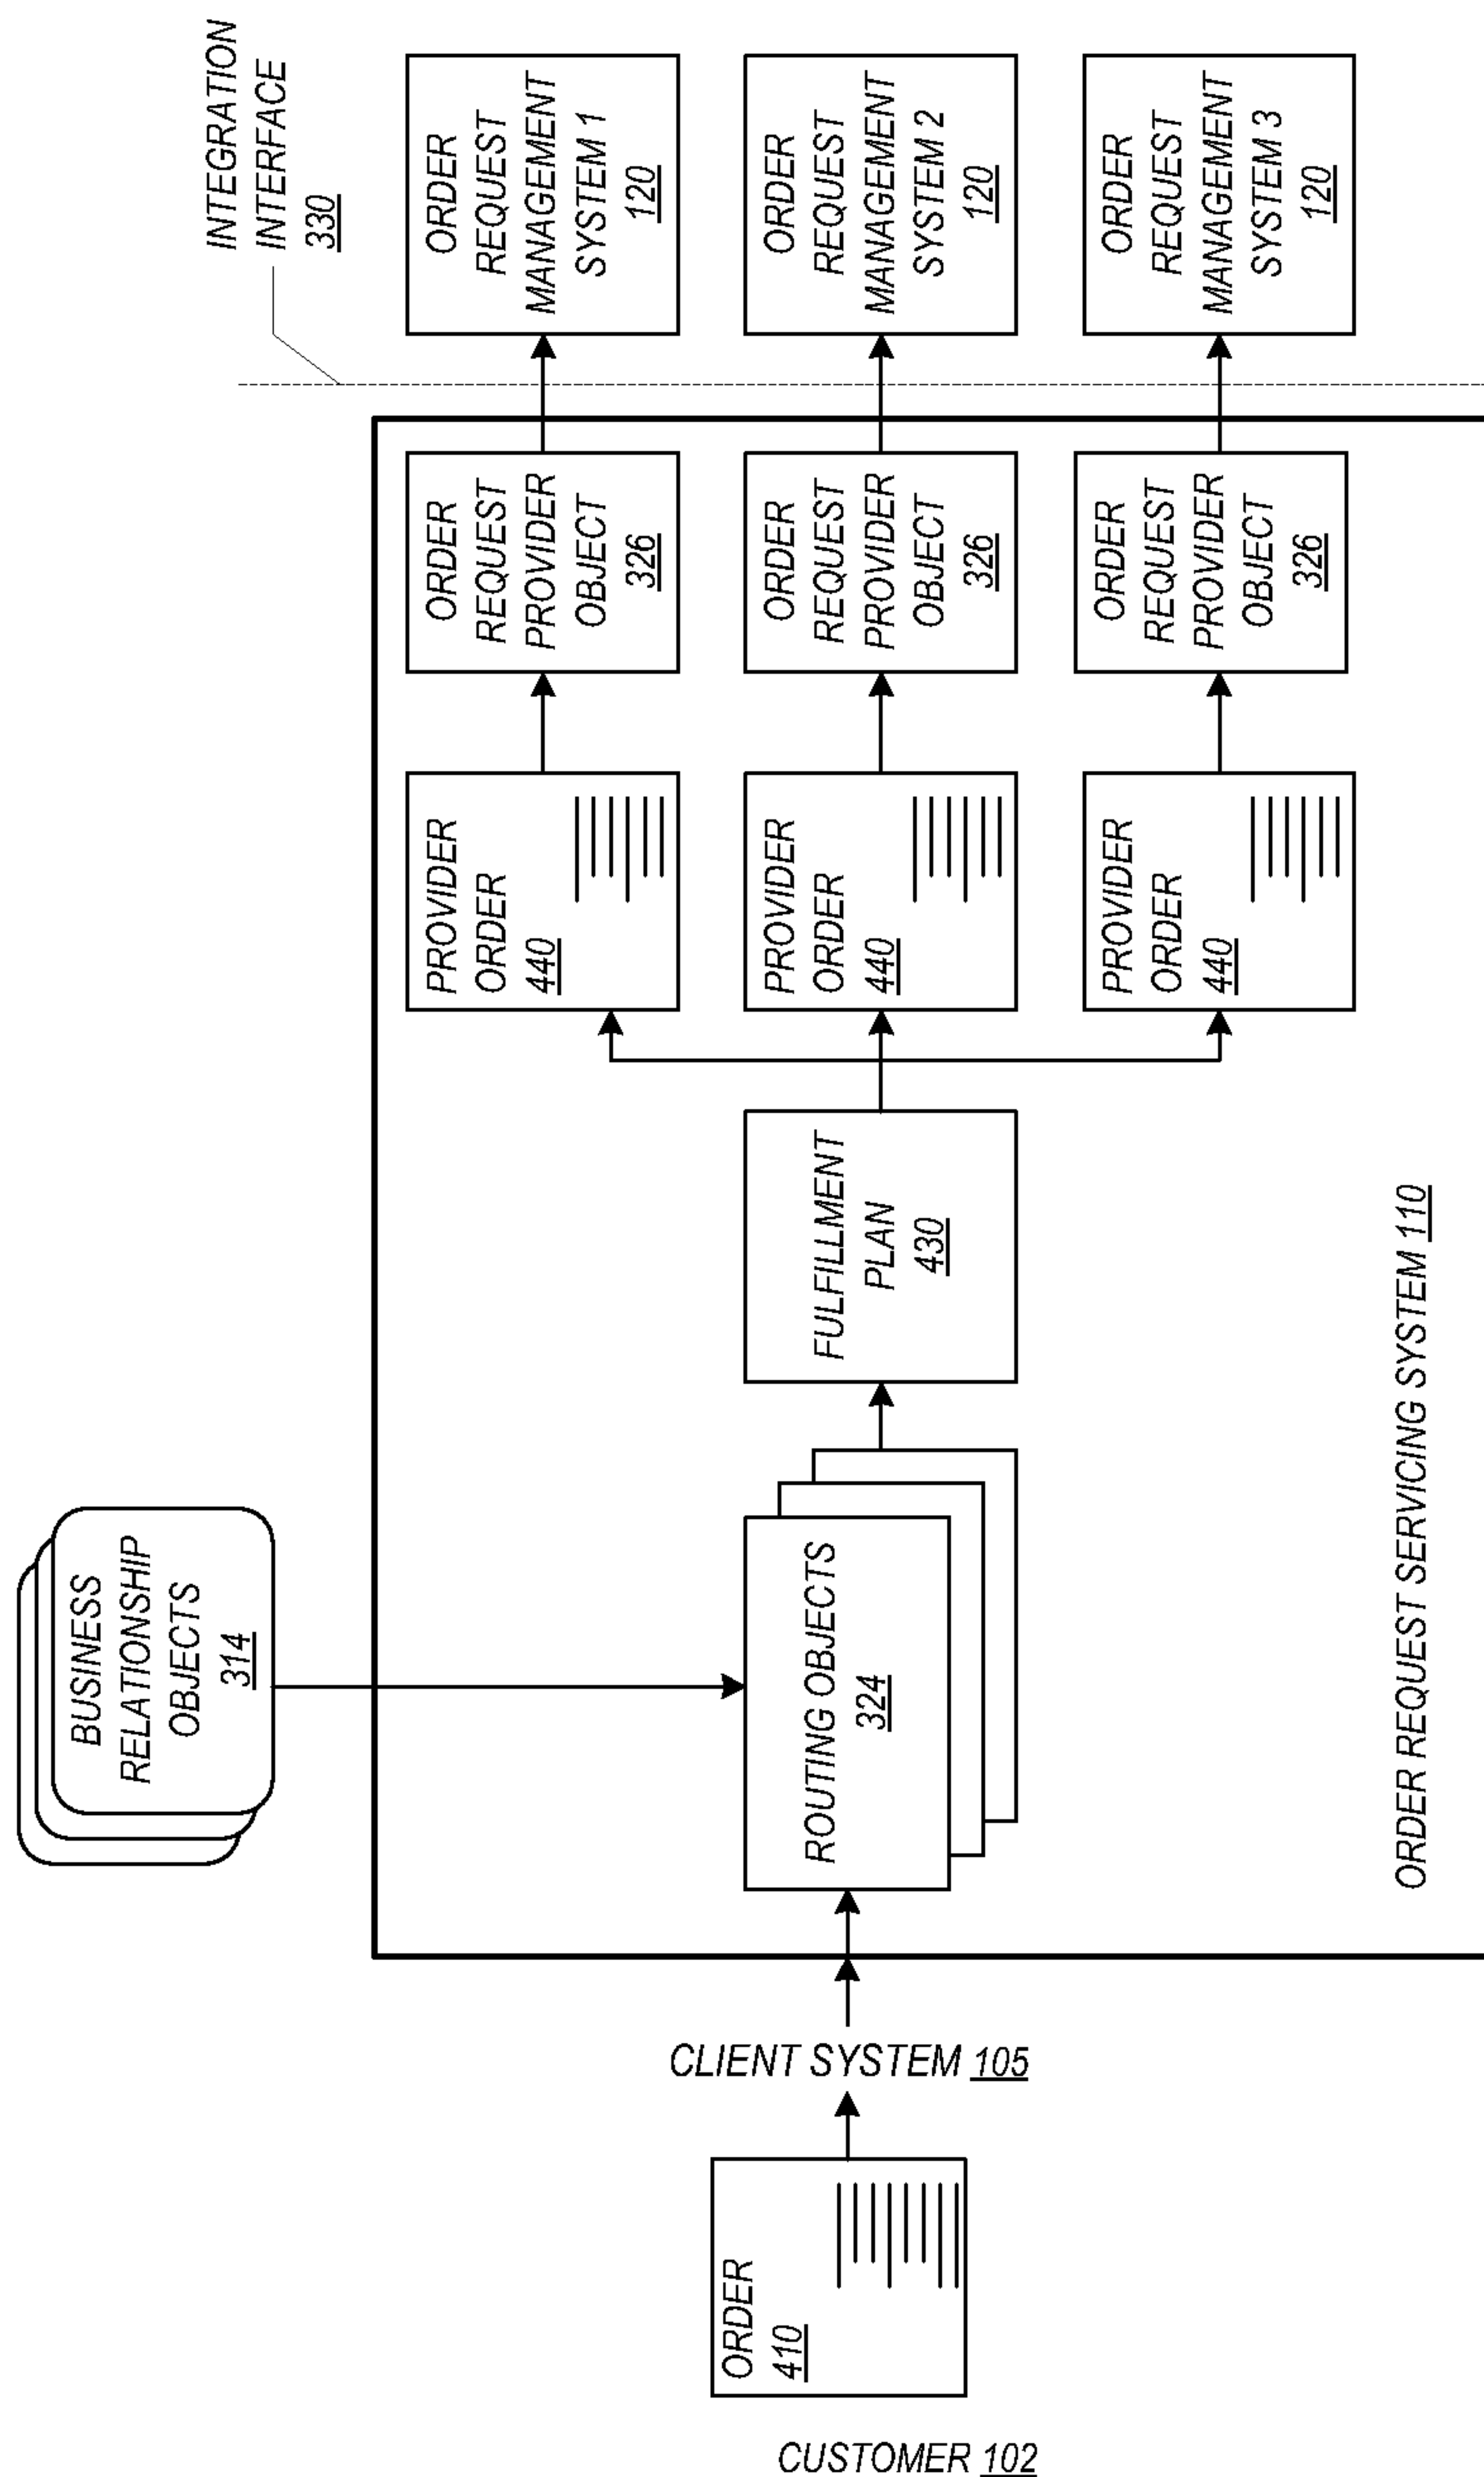 INTEGRATION
INTERFACE
330
BUSINESS
RELATIONSHIP
OBJECTS
314
CUSTOMER 102
ORDER
410
CLIENT SYSTEM 105
ROUTING OBJECTS
324
FULFILLMENT
PLAN
430
PROVIDER
ORDER
440
ORDER
REQUEST
PROVIDER
OBJECT
326
ORDER
REQUEST
MANAGEMENT
SYSTEM 1
120
PROVIDER
ORDER
440
ORDER
REQUEST
PROVIDER
OBJECT
326
ORDER
REQUEST
MANAGEMENT
SYSTEM 2
120
PROVIDER
ORDER
440
ORDER
REQUEST
PROVIDER
OBJECT
326
ORDER
REQUEST
MANAGEMENT
SYSTEM 3
120
ORDER REQUEST SERVICING SYSTEM 110